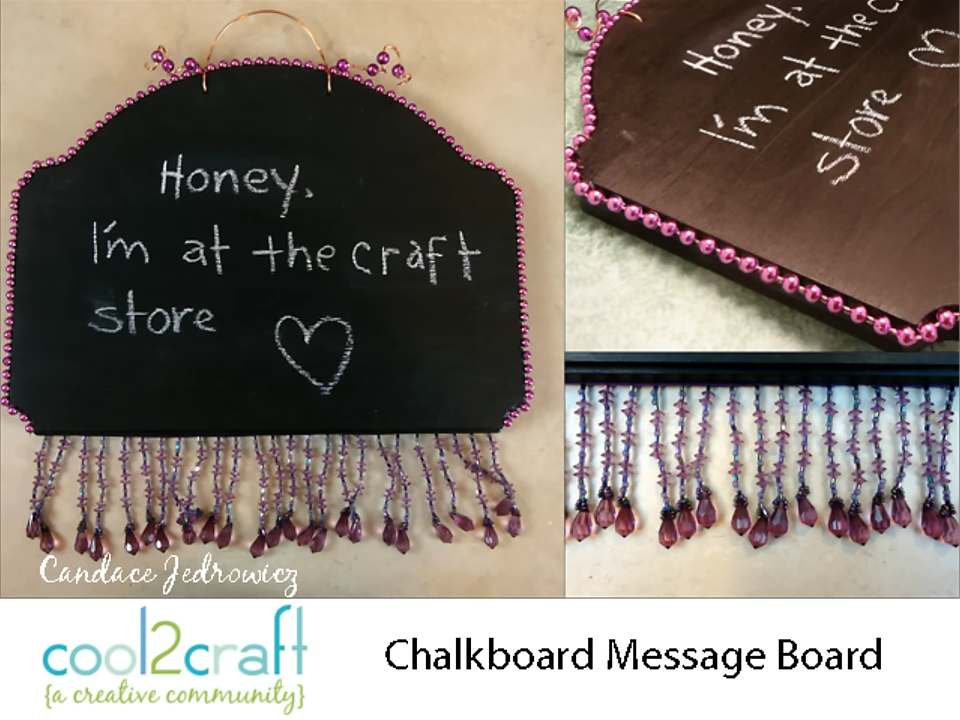 Honey,
I'm at the craft
store
Honey,
I'm at the c
store
Candace Jedrowicz
cool2craft
{a creative community}
Chalkboard Message Board